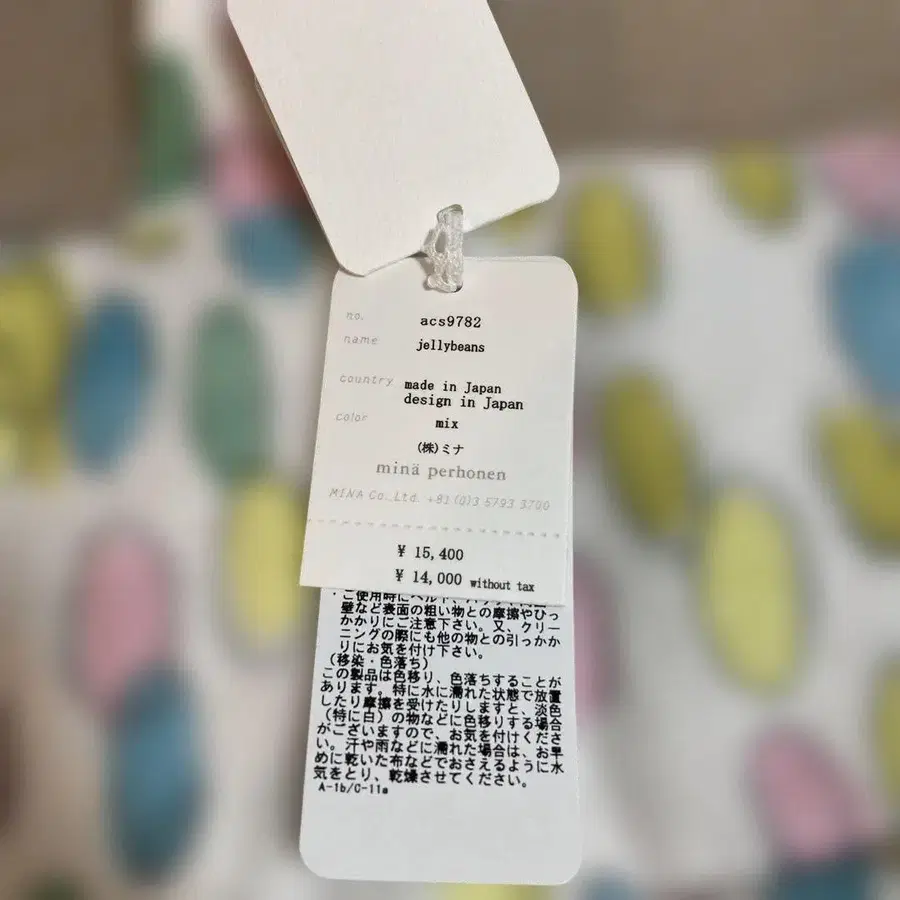 no. acs9782
name jellybeans
country made in Japan
design in Japan
color mix
(株)ミナ
minä perhonen
MINA Co.,Ltd. +81(0)3 5793 3700
¥ 15,400
¥ 14,000 without tax
・ご使用時にベルト、バッグ、
壁など表面の粗い物との摩擦やひっ
かかりにご注意下さい。又、クリー
ニングの際にも他の物との引っかか
りにお気を付け下さい。
(移染・色落ち)
この製品は色移り、色落ちすることが
あります。特に水に濡れた状態で放置
したり摩擦を受けたりしますと、淡色
(特に白)の物などに色移りする場合
がございますので、お気を付けくださ
い。汗や雨などに濡れた場合は、お早
めに乾いた布などでおさえるように水
気をとり、乾燥させてください。
A-1b/C-11a